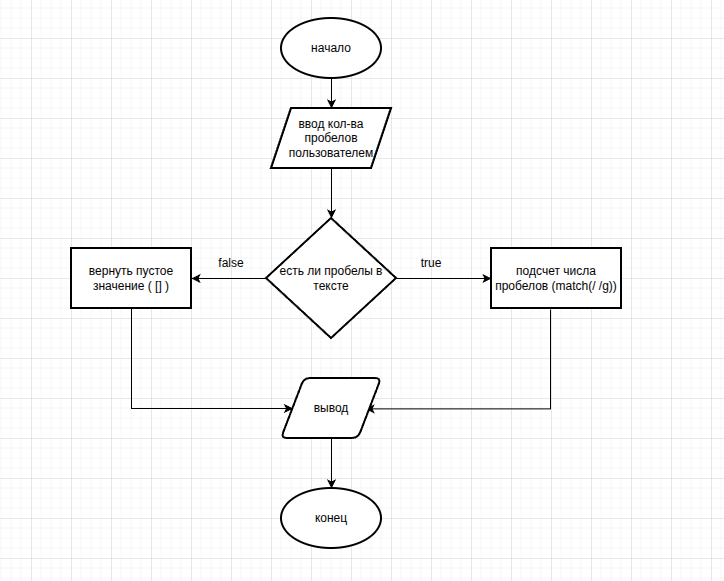 начало
ввод кол-ва
пробелов
пользователем
false
true
вернуть пустое
значение ( [] )
есть ли пробелы в
тексте
подсчет числа
пробелов (match(/ /g))
вывод
конец